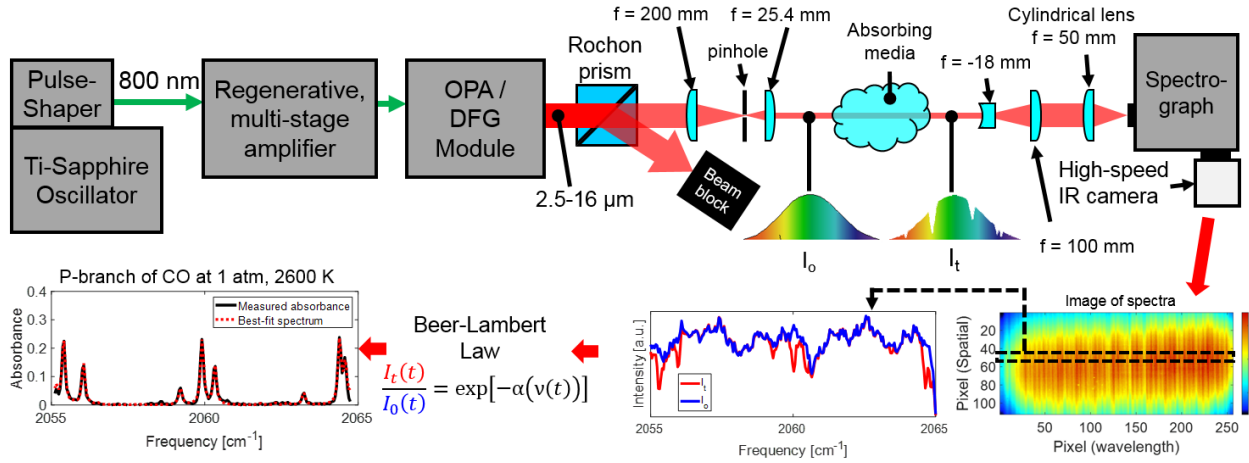 Pulse-
Shaper
Ti-Sapphire
Oscillator
800 nm
Regenerative,
multi-stage
amplifier
OPA /
DFG
Module
2.5-16 μm
Rochon
prism
Beam
block
f = 200 mm
pinhole
f = 25.4 mm
Absorbing
media
Iₒ
Iₜ
f = -18 mm
f = 100 mm
Cylindrical lens
f = 50 mm
Spectro-
graph
High-speed
IR camera
P-branch of CO at 1 atm, 2600 K
Absorbance
0.4
0.3
0.2
0.1
0
Measured absorbance
Best-fit spectrum
2055
2060
2065
Frequency [cm⁻¹]
Beer-Lambert
Law
Iₜ(t)
I₀(t)
= exp[−α(ν(t))]
Intensity [a.u.]
Iₜ
Iₒ
2055
2060
2065
Frequency [cm⁻¹]
Image of spectra
Pixel (Spatial)
20
40
60
80
100
50
100
150
200
250
Pixel (wavelength)